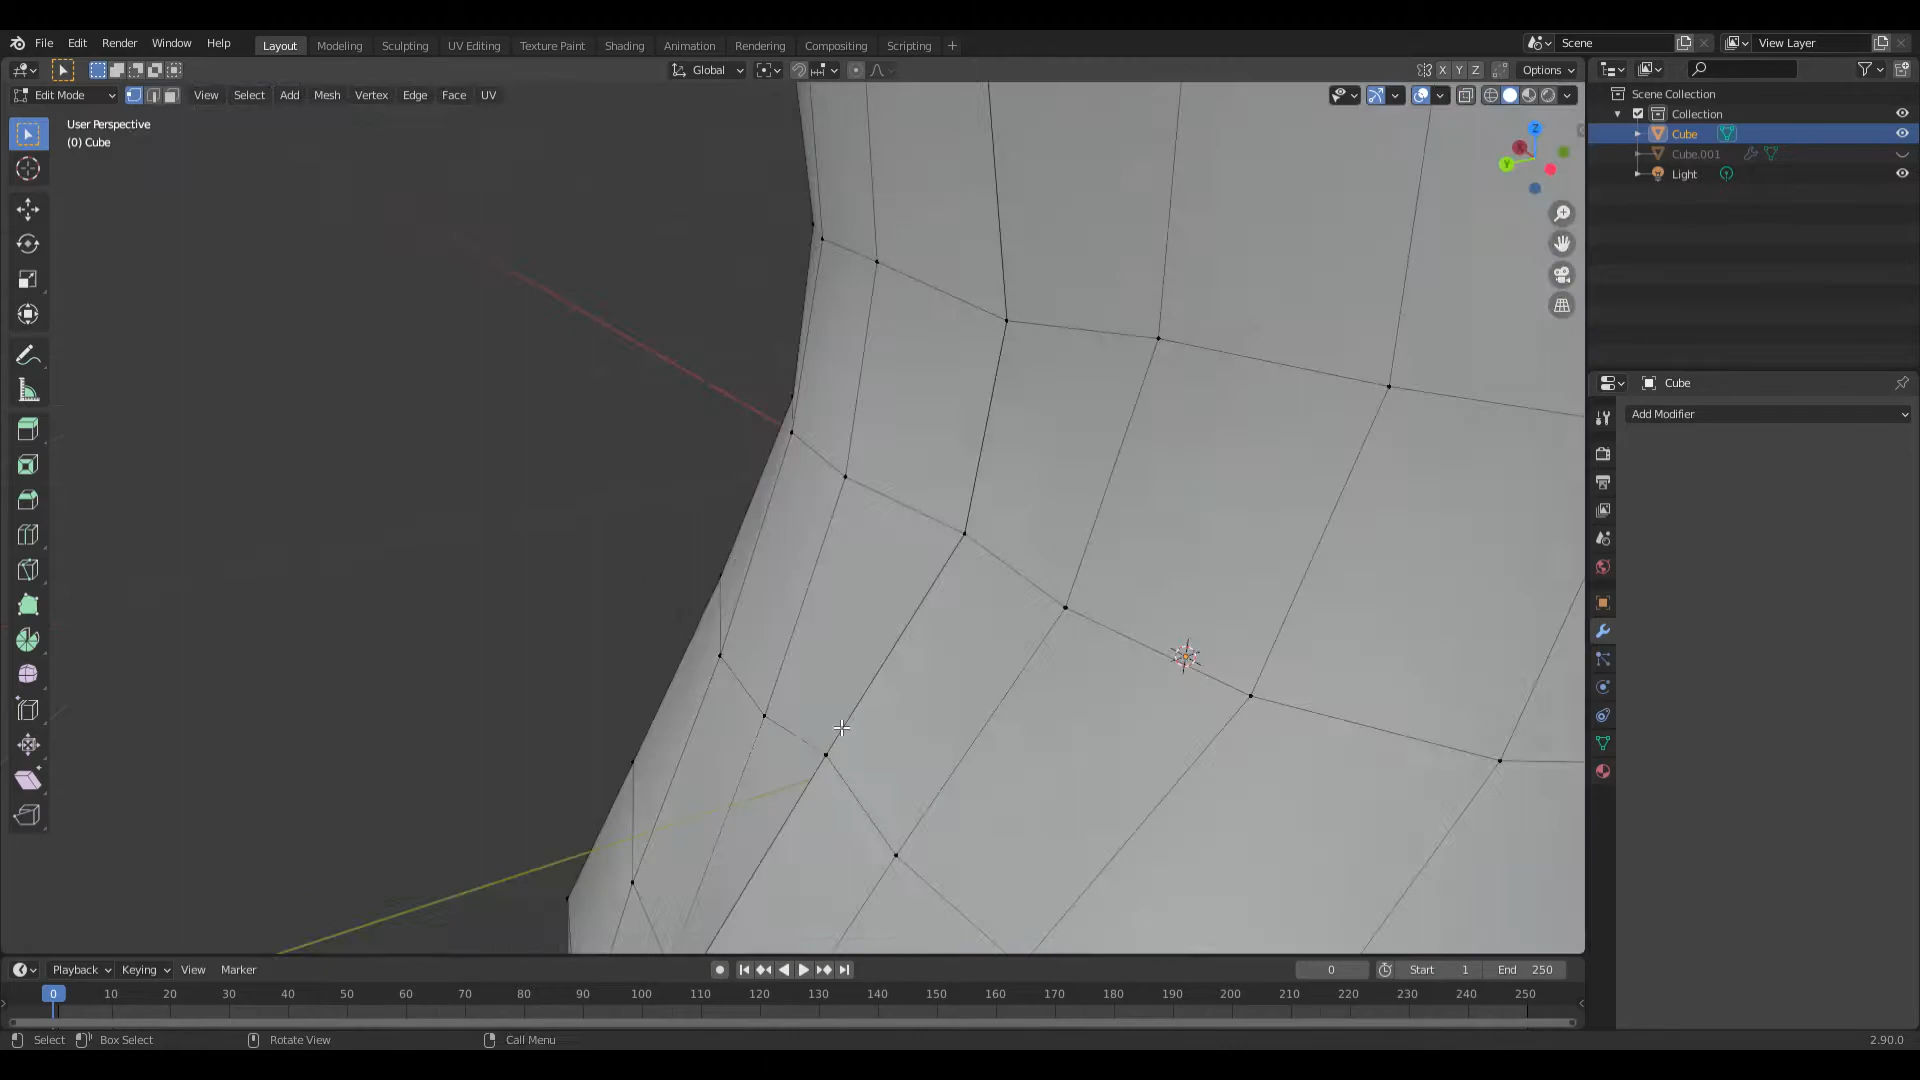 File Edit Render Window Help Layout Modeling Sculpting UV Editing Texture Paint Shading Animation Rendering Compositing Scripting Scene View Layer
Global X Y Z Options
Edit Mode View Select Add Mesh Vertex Edge Face UV
Scene Collection
Collection
Cube
Cube.001
Light
User Perspective
(0) Cube
Z
X
Y
Cube
Add Modifier
Playback Keying View Marker 0 Start 1 End 250
0 10 20 30 40 50 60 70 80 90 100 110 120 130 140 150 160 170 180 190 200 210 220 230 240 250
Select Box Select Rotate View Call Menu 2.90.0